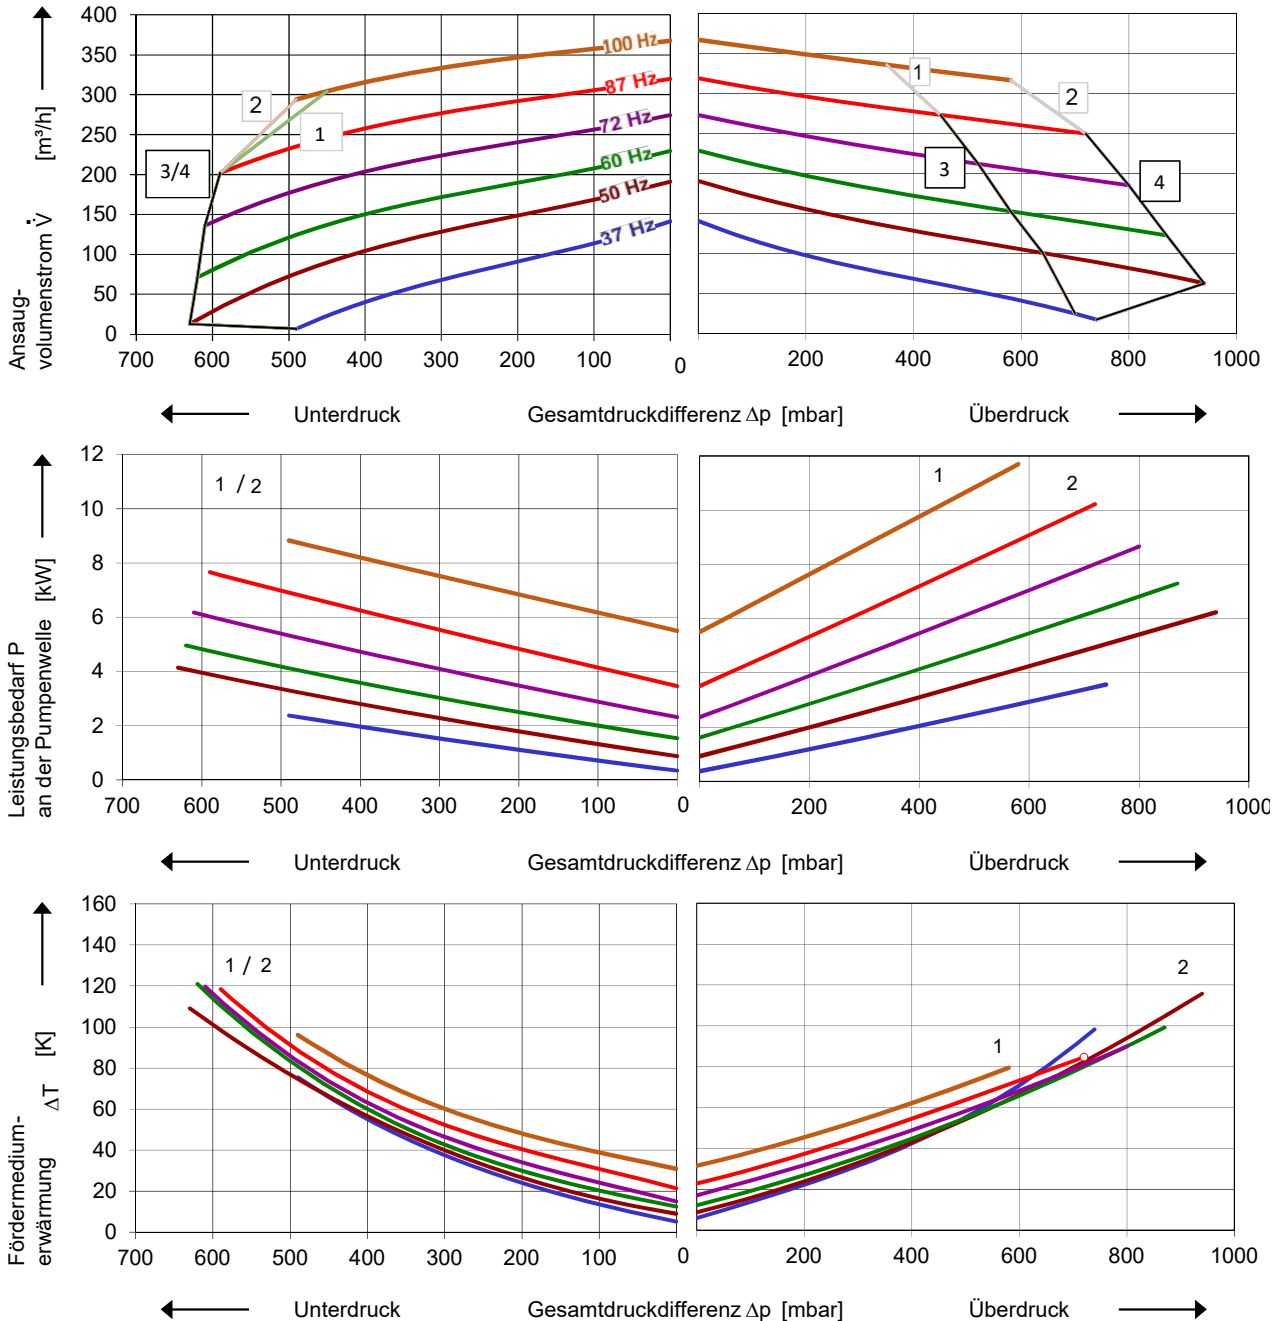 400
350
300
250
200
150
100
50
0
[m³/h]
Ansaug-
volumenstrom V̇
100 Hz
87 Hz
72 Hz
60 Hz
50 Hz
37 Hz
2
1
3/4
1
2
3
4
700 600 500 400 300 200 100 0 200 400 600 800 1000
Unterdruck Gesamtdruckdifferenz Δp [mbar] Überdruck
12
10
8
6
4
2
0
Leistungsbedarf P
an der Pumpenwelle [kW]
1 / 2
1
2
700 600 500 400 300 200 100 0 200 400 600 800 1000
Unterdruck Gesamtdruckdifferenz Δp [mbar] Überdruck
160
140
120
100
80
60
40
20
0
Fördermedium-
erwärmung ΔT [K]
1 / 2
1
2
700 600 500 400 300 200 100 0 200 400 600 800 1000
Unterdruck Gesamtdruckdifferenz Δp [mbar] Überdruck